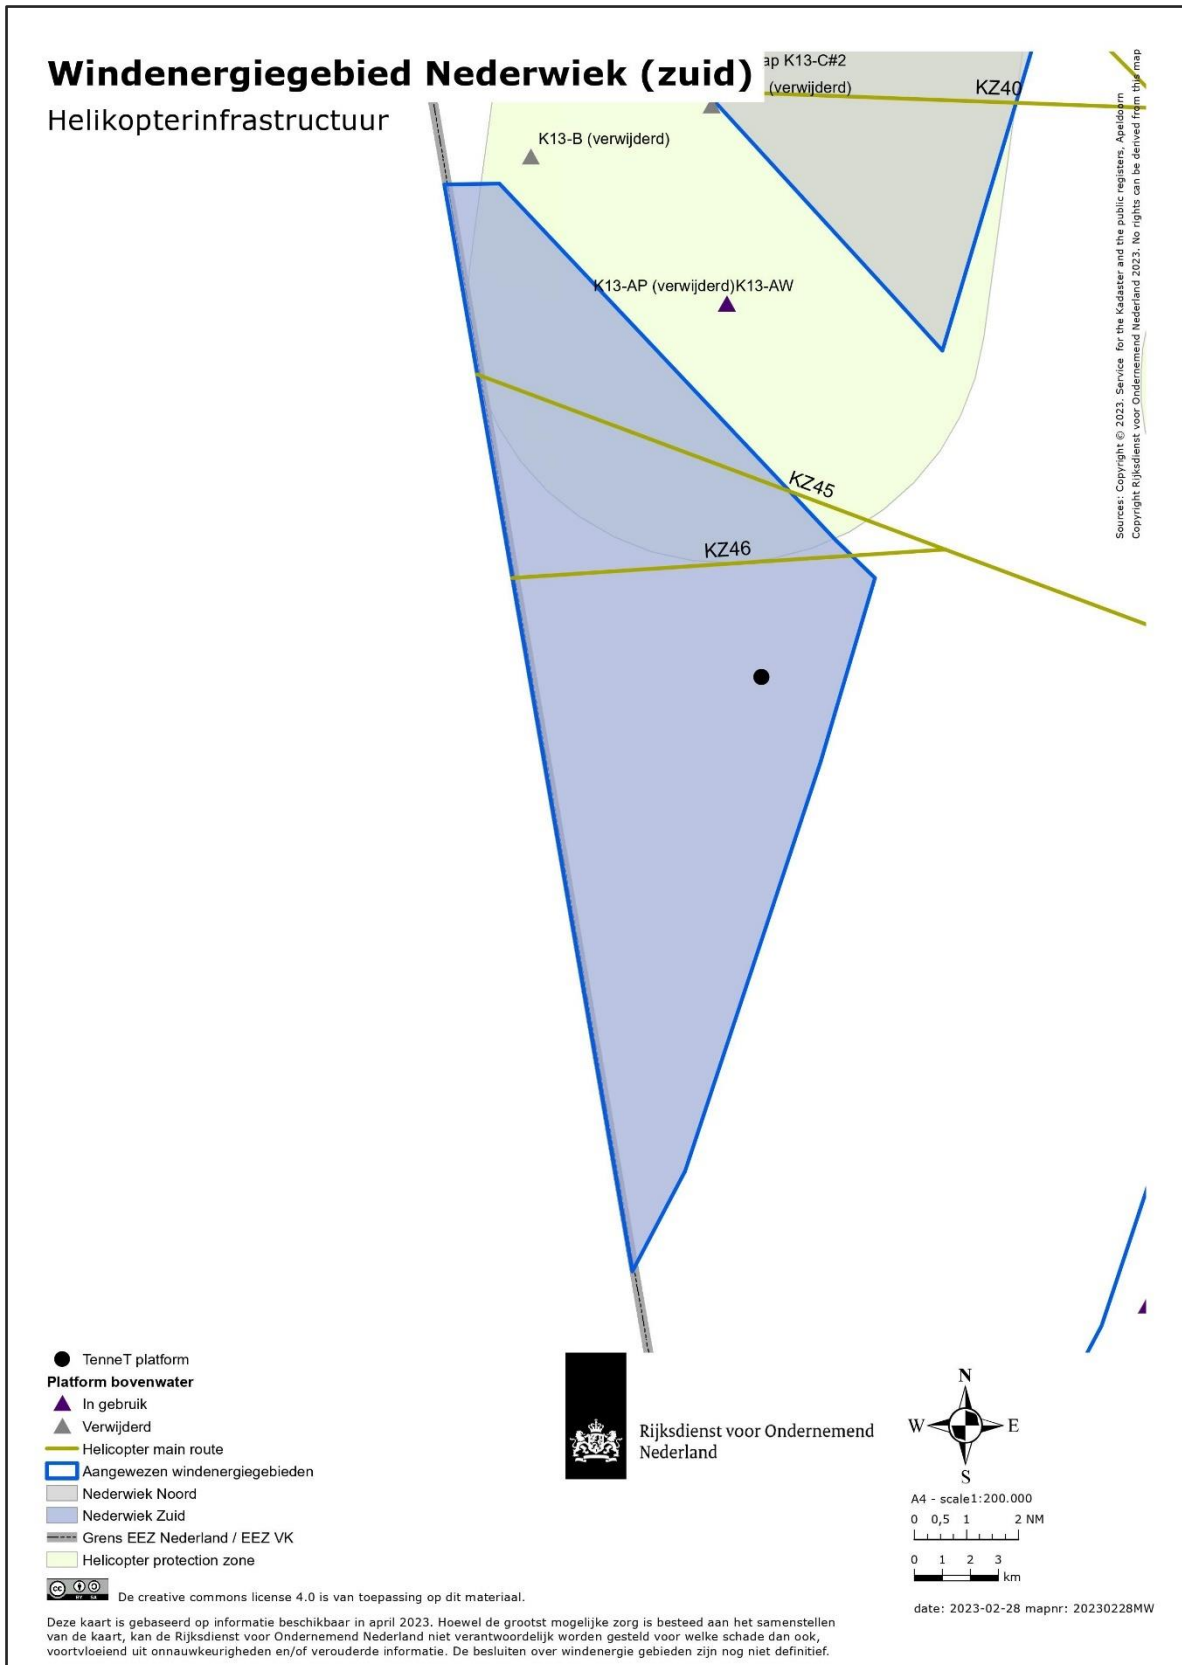 Windenergiegebied Nederwiek (zuid)
Helikopterinfrastructuur
ap K13-C#2
(verwijderd)
KZ40
K13-B (verwijderd)
K13-AP (verwijderd)K13-AW
KZ45
KZ46
Sources: Copyright © 2023. Service for the Kadaster and the public registers, Apeldoorn
Copyright Rijksdienst voor Ondernemend Nederland 2023. No rights can be derived from this map
TenneT platform
Platform bovenwater
In gebruik
Verwijderd
Helicopter main route
Aangewezen windenergiegebieden
Nederwiek Noord
Nederwiek Zuid
Grens EEZ Nederland / EEZ VK
Helicopter protection zone
cc
BY SA
De creative commons license 4.0 is van toepassing op dit materiaal.
Deze kaart is gebaseerd op informatie beschikbaar in april 2023. Hoewel de grootst mogelijke zorg is besteed aan het samenstellen
van de kaart, kan de Rijksdienst voor Ondernemend Nederland niet verantwoordelijk worden gesteld voor welke schade dan ook,
voortvloeiend uit onnauwkeurigheden en/of verouderde informatie. De besluiten over windenergie gebieden zijn nog niet definitief.
Rijksdienst voor Ondernemend
Nederland
N
W E
S
A4 - scale1:200.000
0 0,5 1 2 NM
0 1 2 3
km
date: 2023-02-28 mapnr: 20230228MW